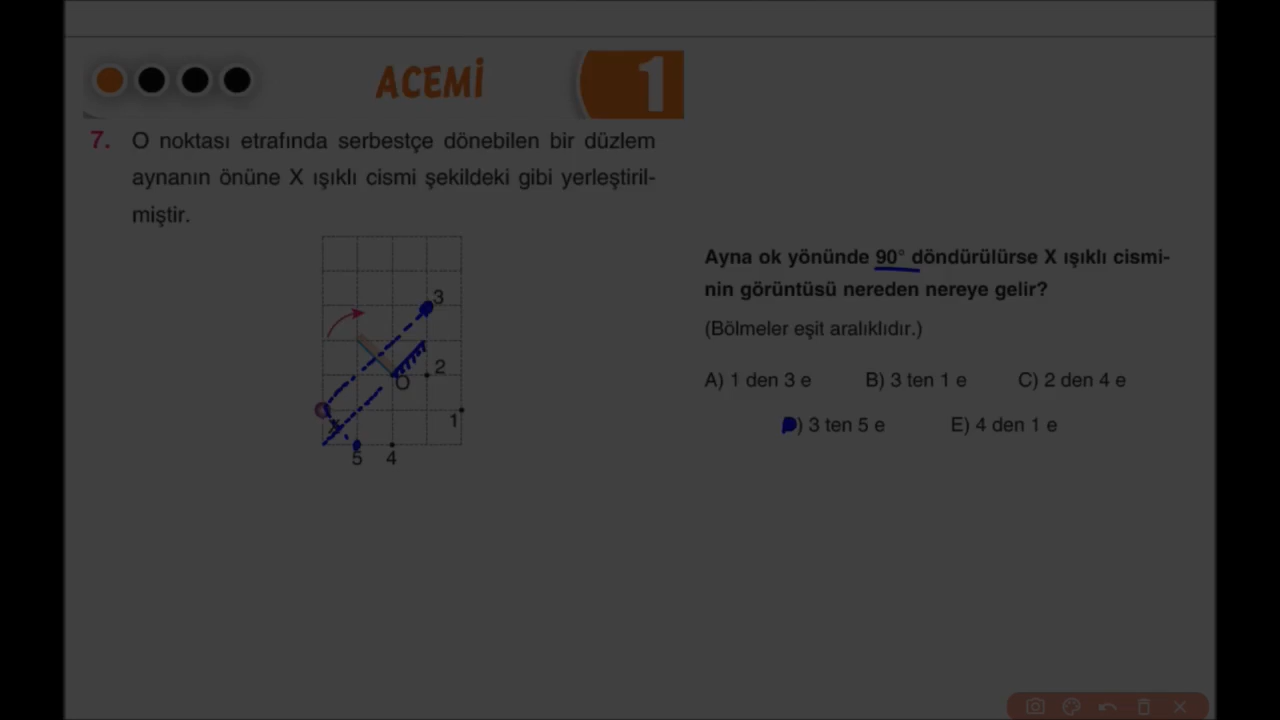 ACEMİ
1
7. O noktası etrafında serbestçe dönebilen bir düzlem
aynanın önüne X ışıklı cismi şekildeki gibi yerleştiril-
miştir.
3
2
O
1
X
5
4
Ayna ok yönünde 90° döndürülürse X ışıklı cismi-
nin görüntüsü nereden nereye gelir?
(Bölmeler eşit aralıklıdır.)
A) 1 den 3 e B) 3 ten 1 e C) 2 den 4 e
) 3 ten 5 e E) 4 den 1 e